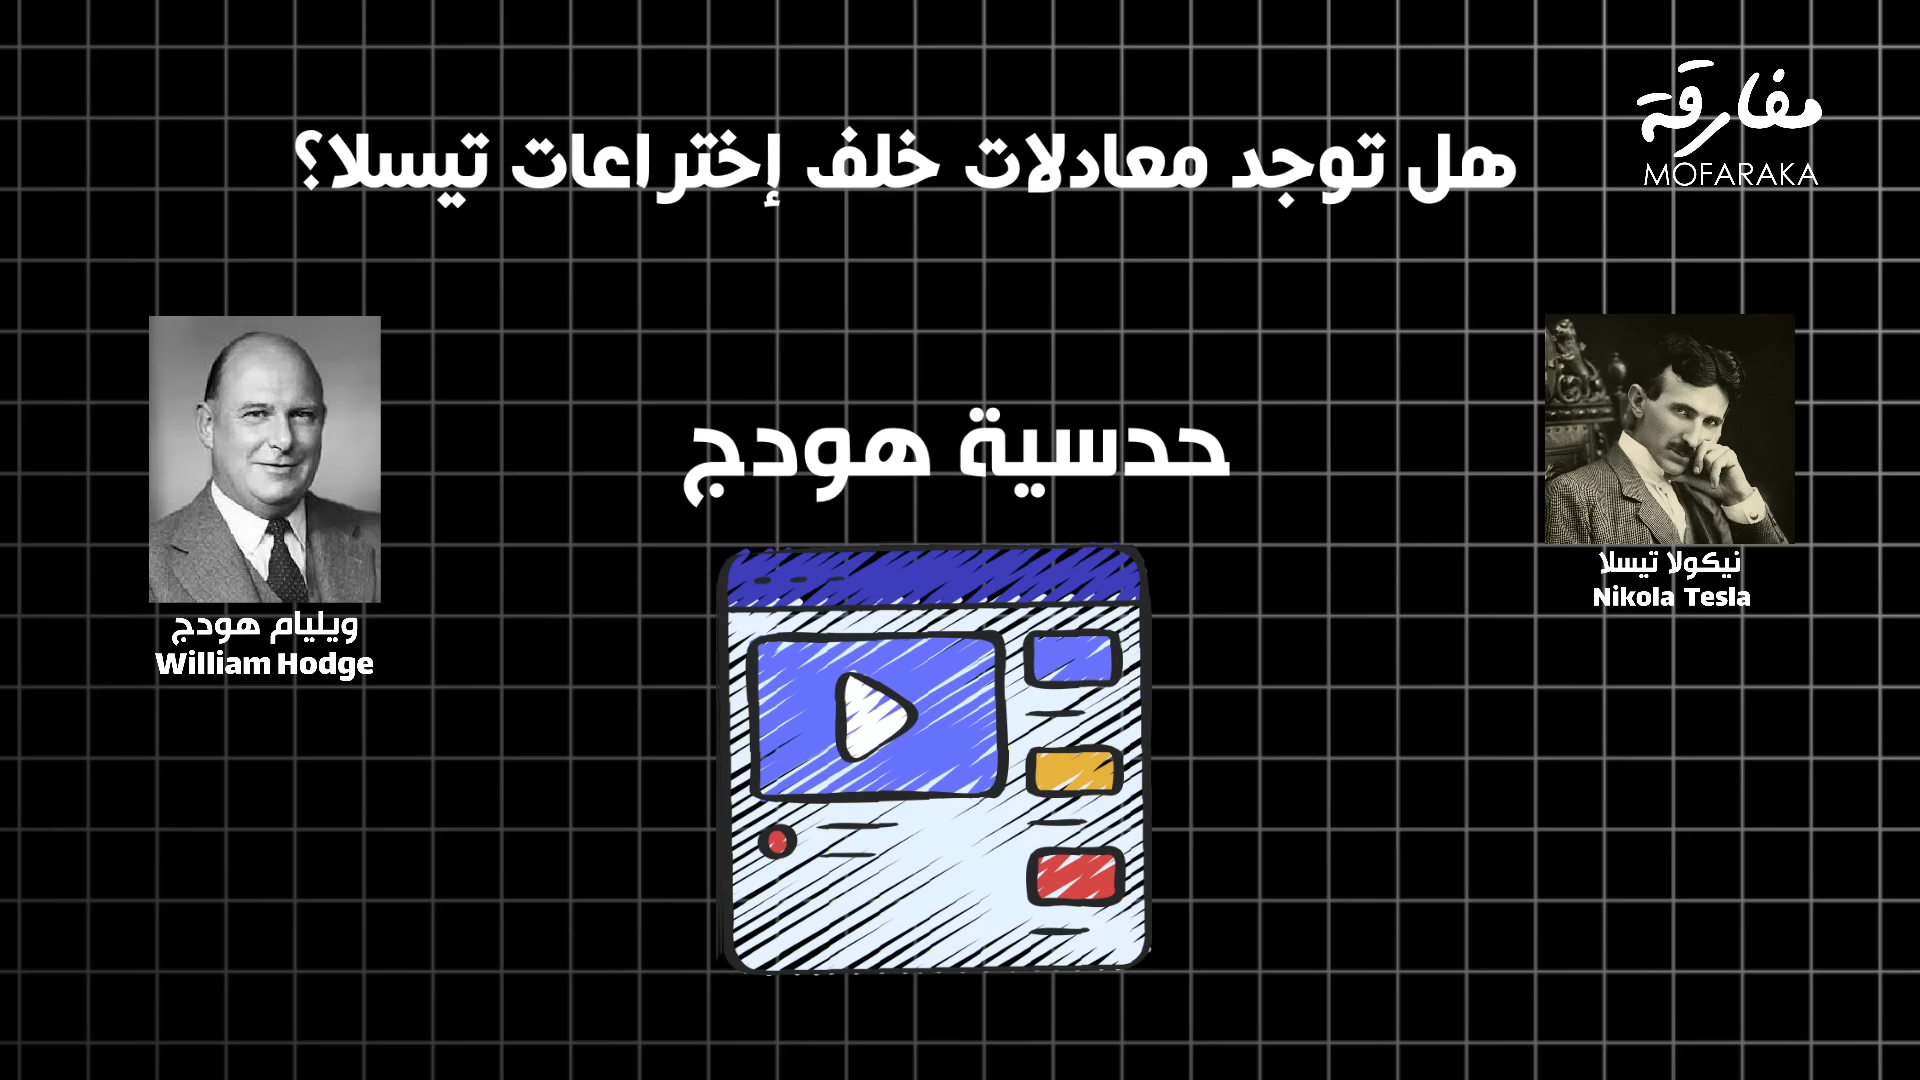 مفارقة
MOFARAKA
هل توجد معادلات خلف إختراعات تيسلا؟
حدسية هودج
نيكولا تيسلا
Nikola Tesla
ويليام هودج
William Hodge